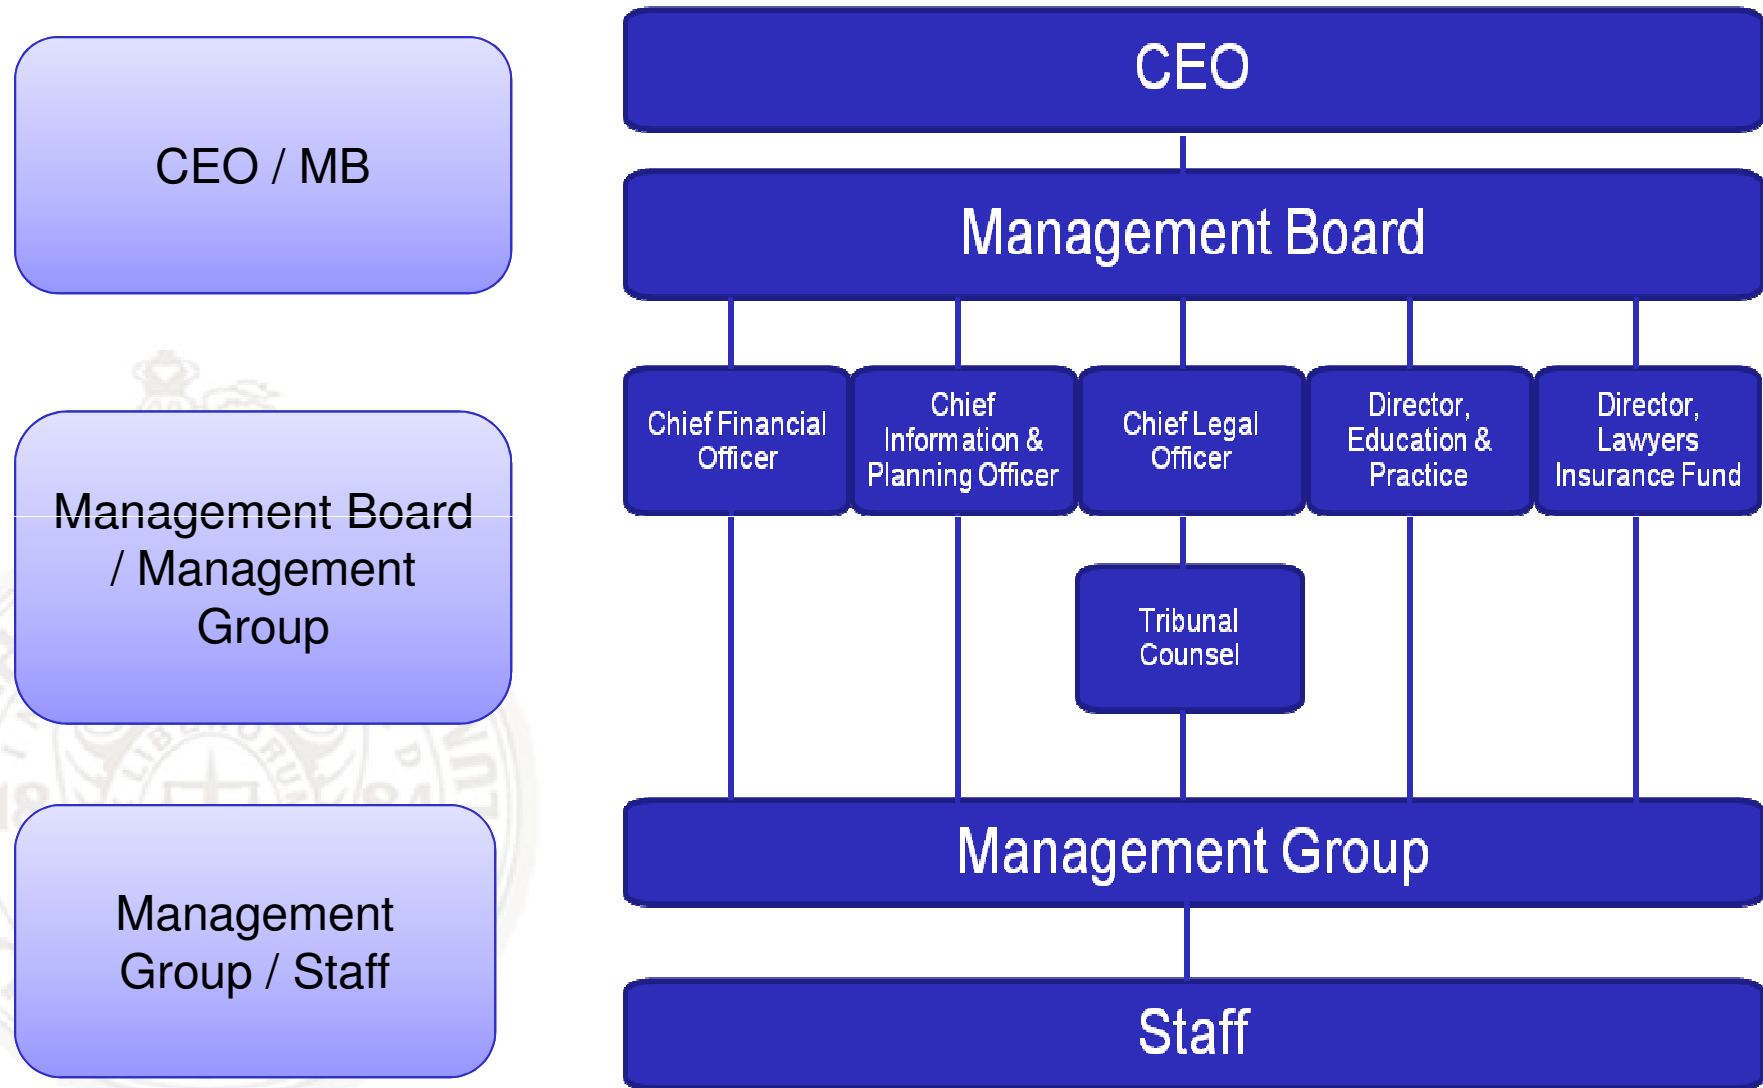 CEO / MB
Management Board
/ Management
Group
Management
Group / Staff
CEO
Management Board
Chief Financial
Officer
Chief
Information &
Planning Officer
Chief Legal
Officer
Director,
Education &
Practice
Director,
Lawyers
Insurance Fund
Tribunal
Counsel
Management Group
Staff